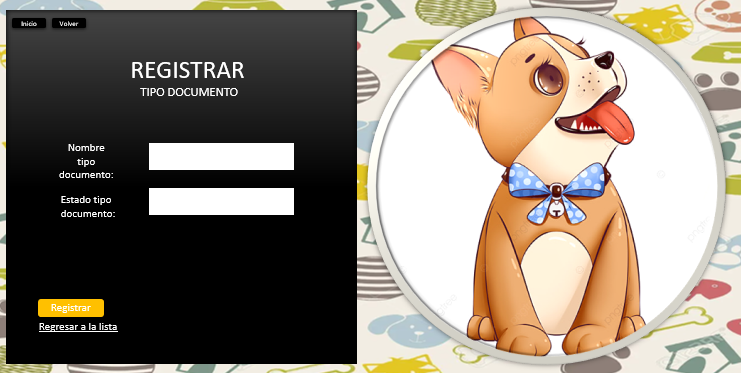 Inicio Volver
REGISTRAR
TIPO DOCUMENTO
Nombre
tipo
documento:
Estado tipo
documento:
Registrar
Regresar a la lista
T